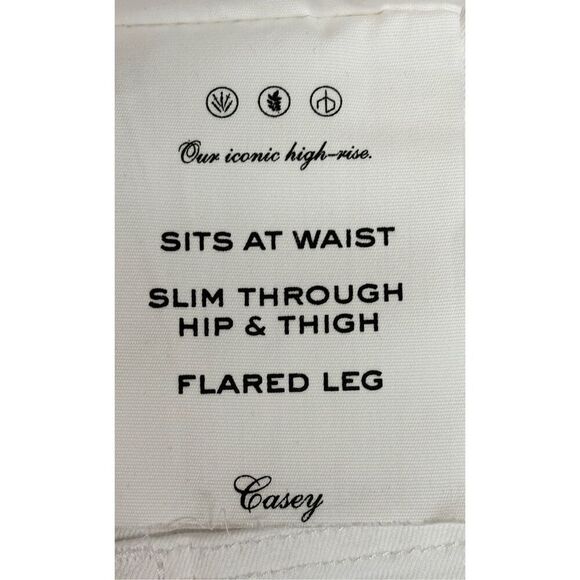 Our iconic high-rise.
SITS AT WAIST
SLIM THROUGH
HIP & THIGH
FLARED LEG
Casey